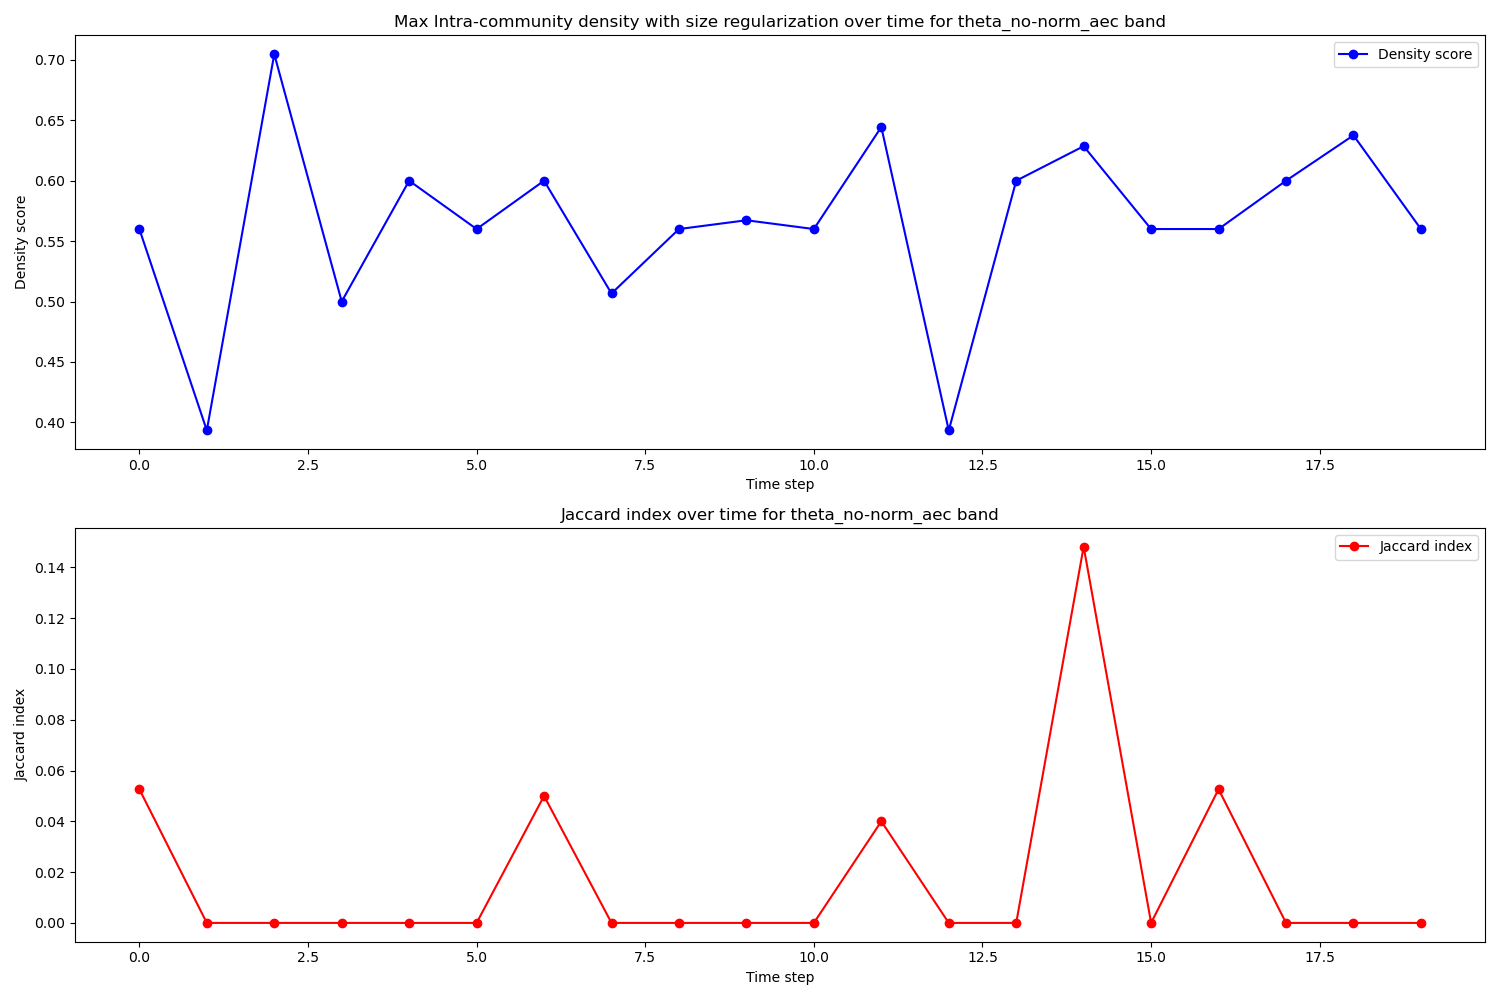 Max Intra-community density with size regularization over time for theta_no-norm_aec band
Density score
0.70
0.65
0.60
0.55
0.50
0.45
0.40
Density score
0.0 2.5 5.0 7.5 10.0 12.5 15.0 17.5
Time step
Jaccard index over time for theta_no-norm_aec band
Jaccard index
0.14
0.12
0.10
0.08
0.06
0.04
0.02
0.00
Jaccard index
0.0 2.5 5.0 7.5 10.0 12.5 15.0 17.5
Time step